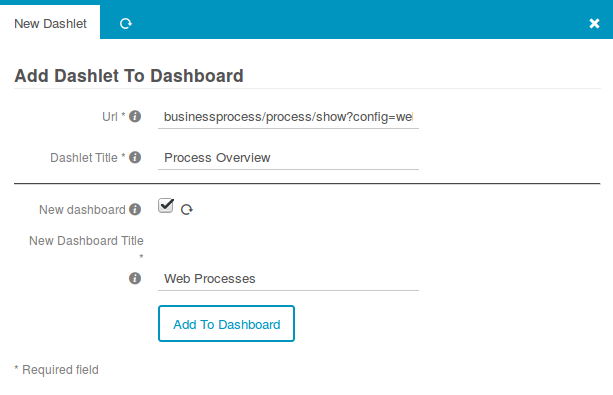 New Dashlet
Add Dashlet To Dashboard
Url *
businessprocess/process/show?config=we
Dashlet Title *
Process Overview
New dashboard
New Dashboard Title
*
Web Processes
Add To Dashboard
* Required field